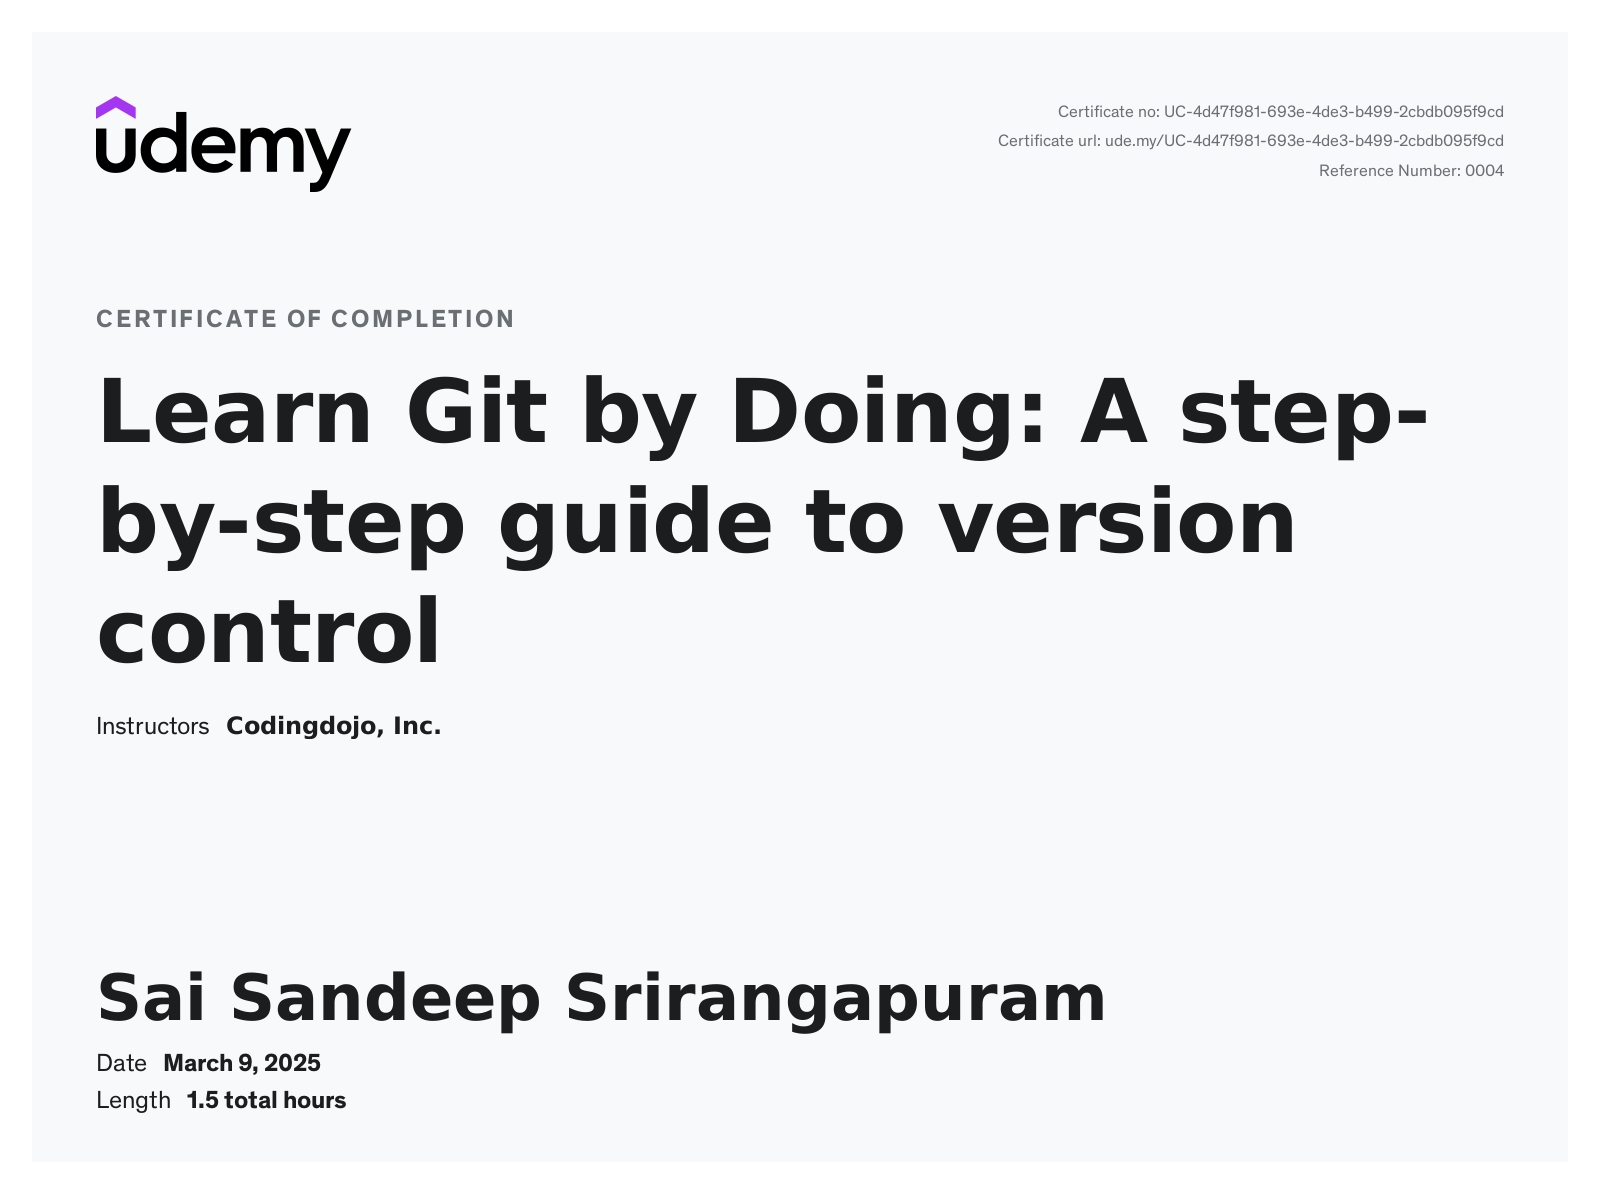 udemy
Certificate no: UC-4d47f981-693e-4de3-b499-2cbdb095f9cd
Certificate url: ude.my/UC-4d47f981-693e-4de3-b499-2cbdb095f9cd
Reference Number: 0004
CERTIFICATE OF COMPLETION
Learn Git by Doing: A step-
by-step guide to version
control
Instructors Codingdojo, Inc.
Sai Sandeep Srirangapuram
Date March 9, 2025
Length 1.5 total hours